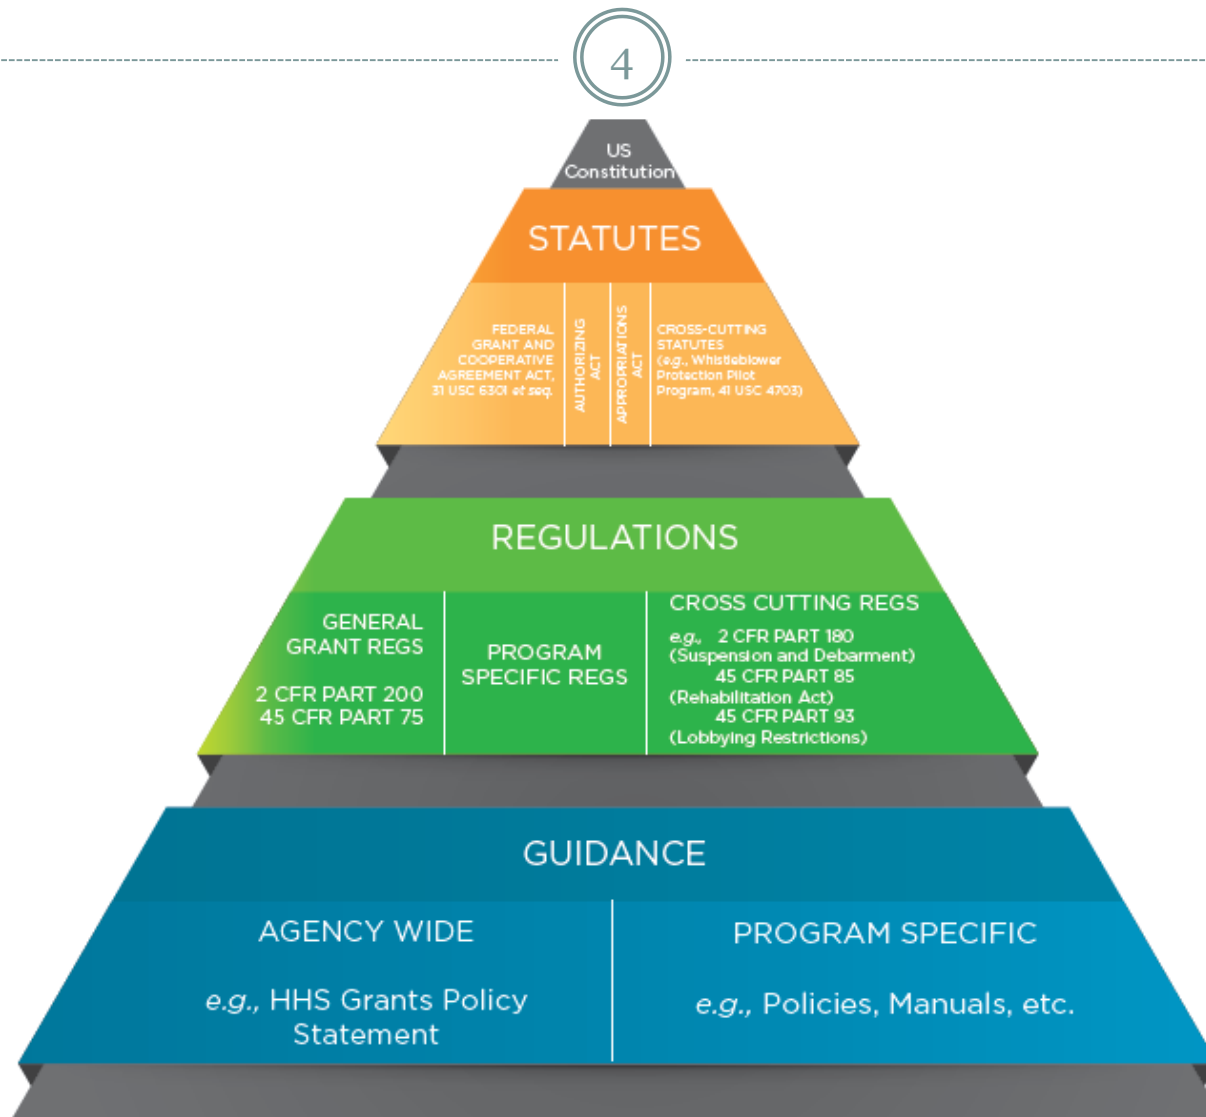 4
US
Constitution
STATUTES
FEDERAL
GRANT AND
COOPERATIVE
AGREEMENT ACT,
31 USC 6301 et seq.
AUTHORIZING
ACT
APPROPRIATIONS
ACT
CROSS-CUTTING
STATUTES
(e.g., Whistleblower
Protection Pilot
Program, 41 USC 4703)
REGULATIONS
GENERAL
GRANT REGS
2 CFR PART 200
45 CFR PART 75
PROGRAM
SPECIFIC REGS
CROSS CUTTING REGS
e.g., 2 CFR PART 180
(Suspension and Debarment)
45 CFR PART 85
(Rehabilitation Act)
45 CFR PART 93
(Lobbying Restrictions)
GUIDANCE
AGENCY WIDE
e.g., HHS Grants Policy
Statement
PROGRAM SPECIFIC
e.g., Policies, Manuals, etc.